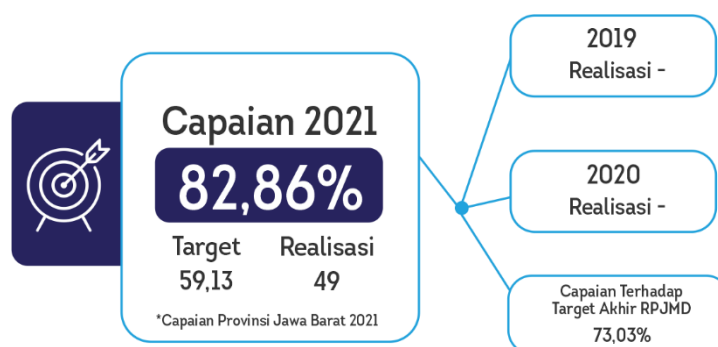 Capaian 2021
82,86%
Target Realisasi
59,13 49
*Capaian Provinsi Jawa Barat 2021
2019
Realisasi -
2020
Realisasi -
Capaian Terhadap
Target Akhir RPJMD
73,03%